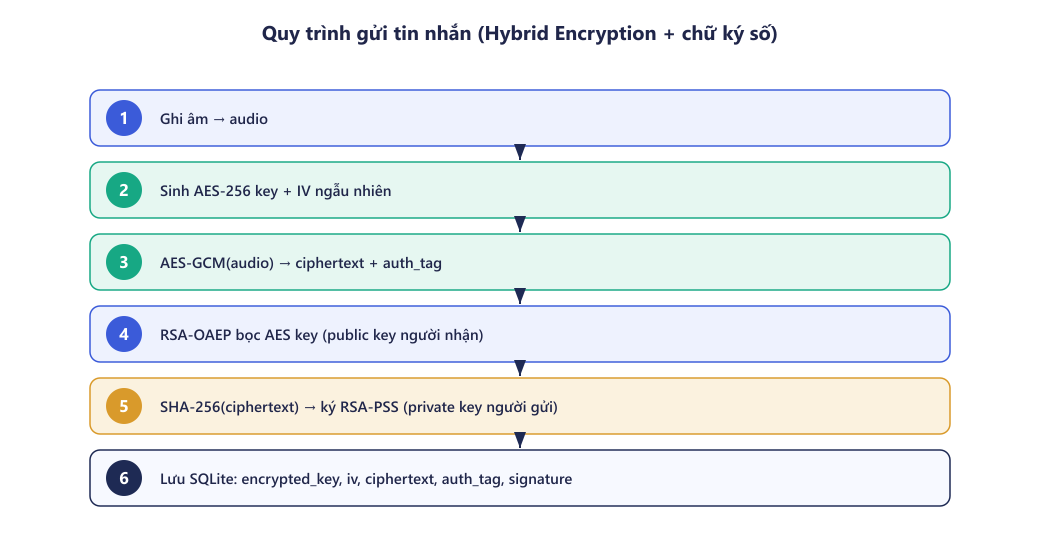 Quy trình gửi tin nhắn (Hybrid Encryption + chữ ký số)
1 Ghi âm → audio
2 Sinh AES-256 key + IV ngẫu nhiên
3 AES-GCM(audio) → ciphertext + auth_tag
4 RSA-OAEP bọc AES key (public key người nhận)
5 SHA-256(ciphertext) → ký RSA-PSS (private key người gửi)
6 Lưu SQLite: encrypted_key, iv, ciphertext, auth_tag, signature